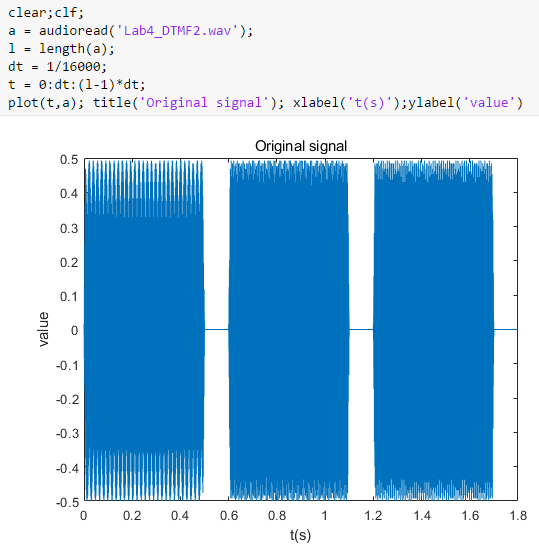 clear;clf;
a = audioread('Lab4_DTMF2.wav');
l = length(a);
dt = 1/16000;
t = 0:dt:(l-1)*dt;
plot(t,a); title('Original signal'); xlabel('t(s)');ylabel('value')
Original signal
0.5
0.4
0.3
0.2
0.1
0
-0.1
-0.2
-0.3
-0.4
-0.5
value
0 0.2 0.4 0.6 0.8 1 1.2 1.4 1.6 1.8
t(s)